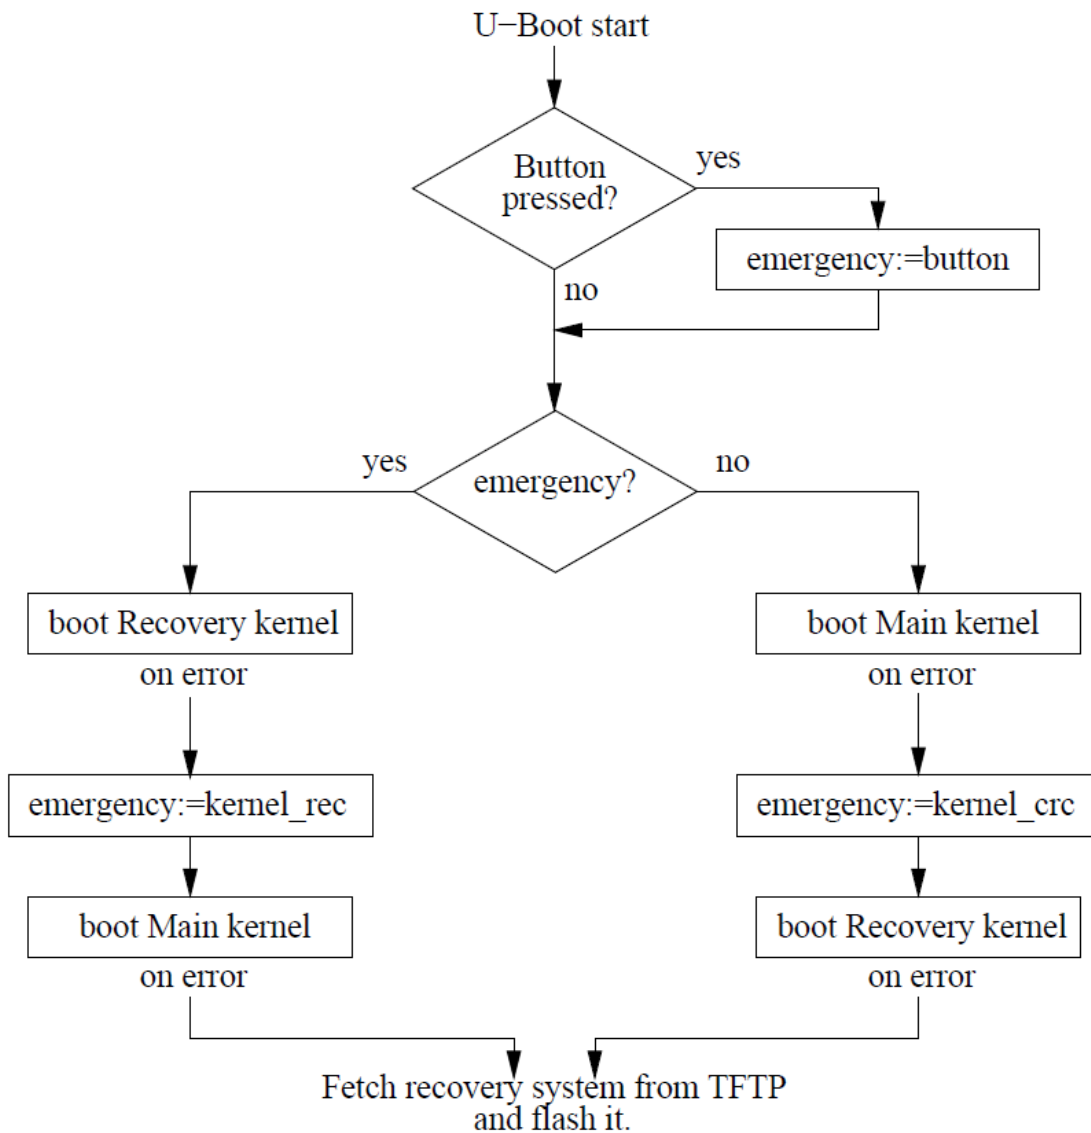 U−Boot start
Button
pressed?
yes
emergency:=button
no
emergency?
yes
no
boot Recovery kernel
on error
emergency:=kernel_rec
boot Main kernel
on error
boot Main kernel
on error
emergency:=kernel_crc
boot Recovery kernel
on error
Fetch recovery system from TFTP
and flash it.